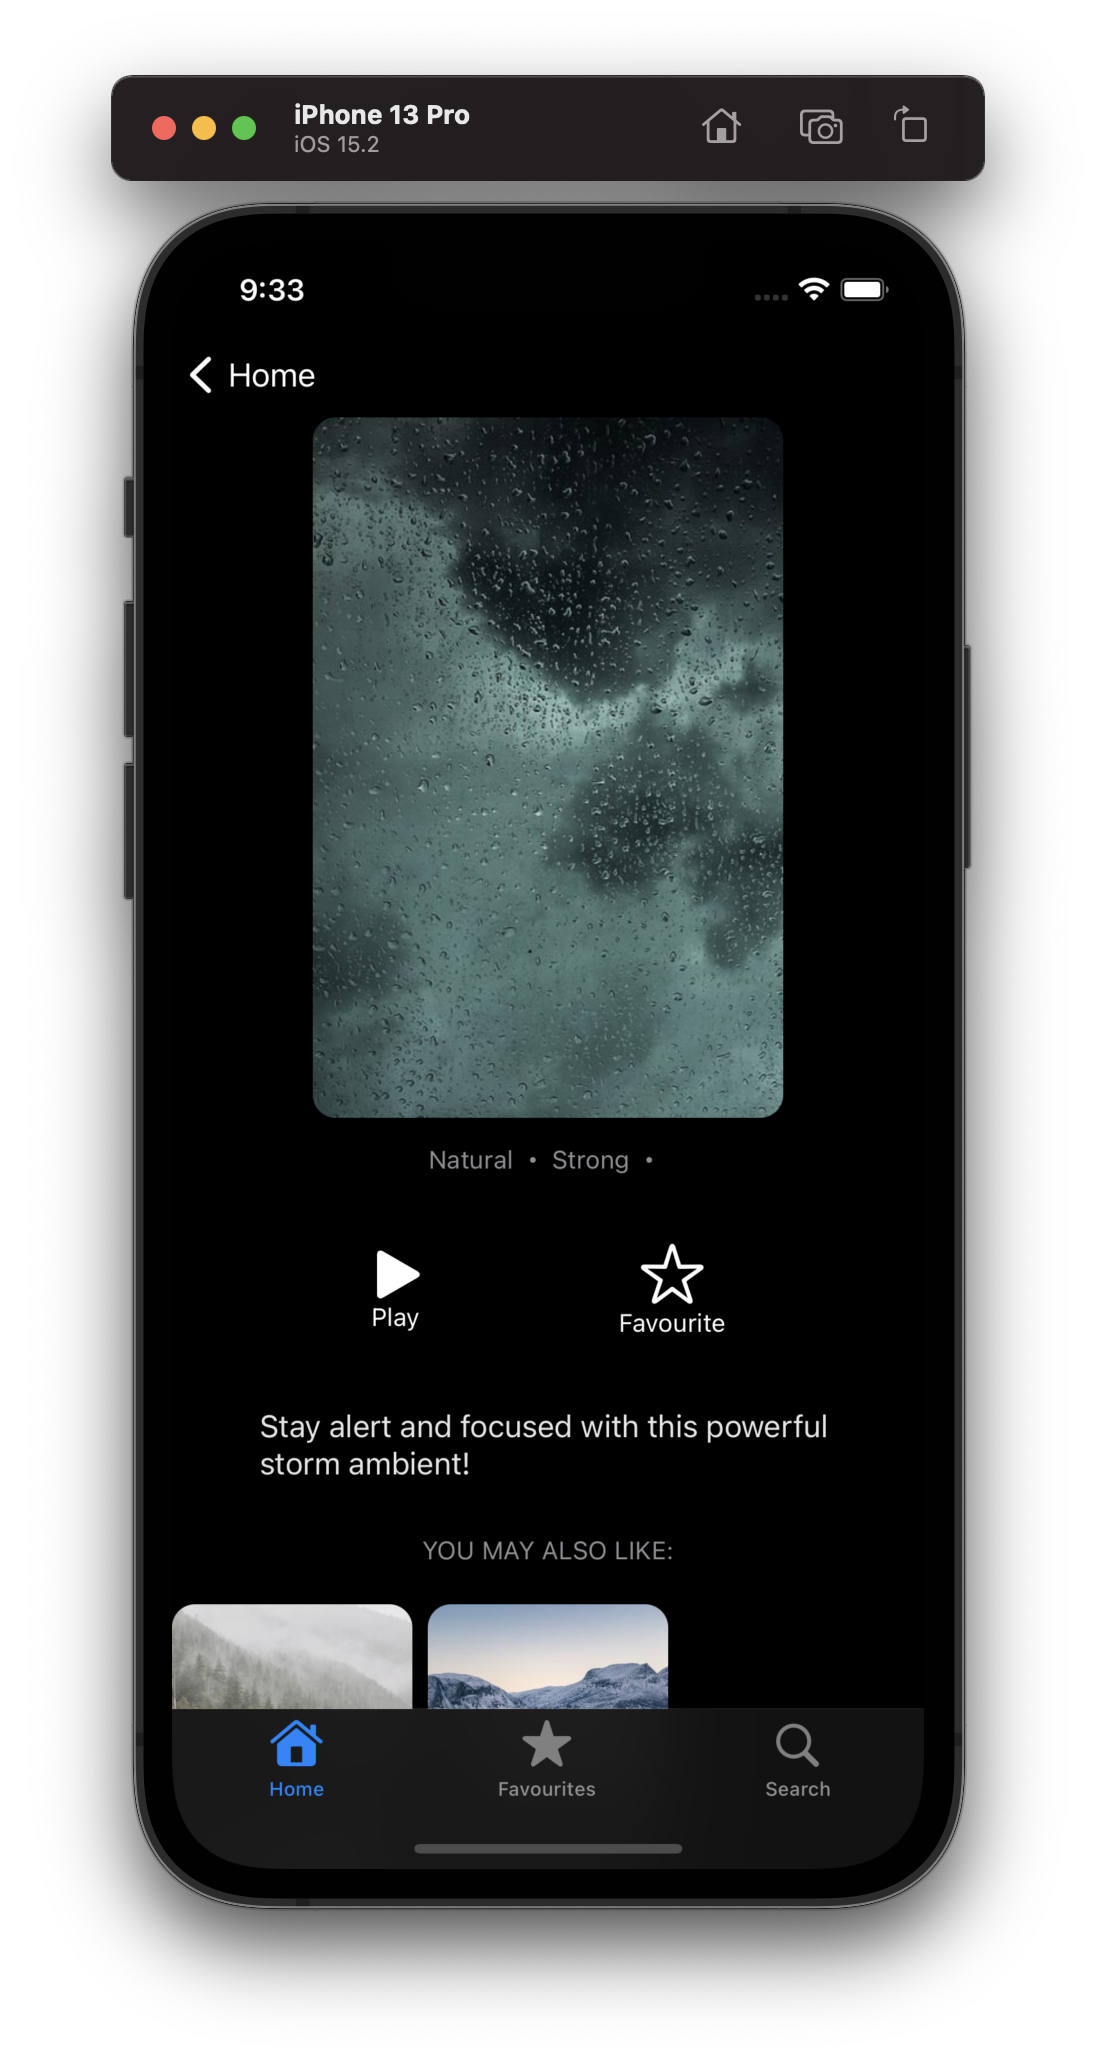 iPhone 13 Pro
iOS 15.2
9:33
Home
Natural • Strong •
Play
Favourite
Stay alert and focused with this powerful
storm ambient!
YOU MAY ALSO LIKE:
Home
Favourites
Search